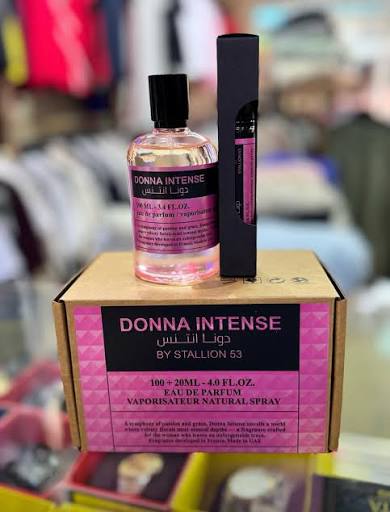 DONNA INTENSE
دونا انتنس
100 ML - 3.4 FL.OZ.
eau de parfum / vaporisateur
STALLION 53
DONNA INTENSE
دونا انتنس
BY STALLION 53
100 + 20ML - 4.0 FL.OZ.
EAU DE PARFUM
VAPORISATEUR NATURAL SPRAY
A symphony of passion and grace, Donna Intense unveils a world
where velvety florals meet sensual depths — a fragrance crafted
for the woman who leaves an unforgettable trace.
Fragrance developed in France, Made in UAE